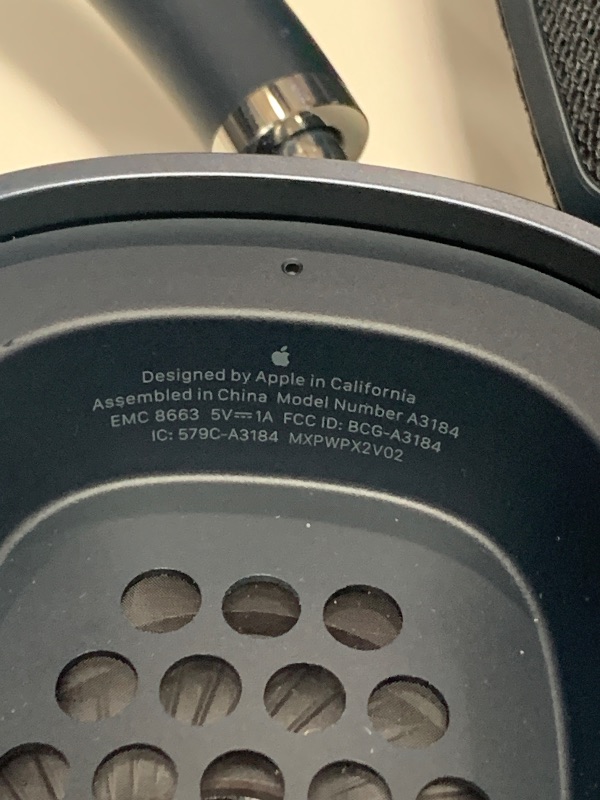 Designed by Apple in California
Assembled in China Model Number A3184
EMC 8663 5V⎓1A FCC ID: BCG-A3184
IC: 579C-A3184 MXPWPX2V02